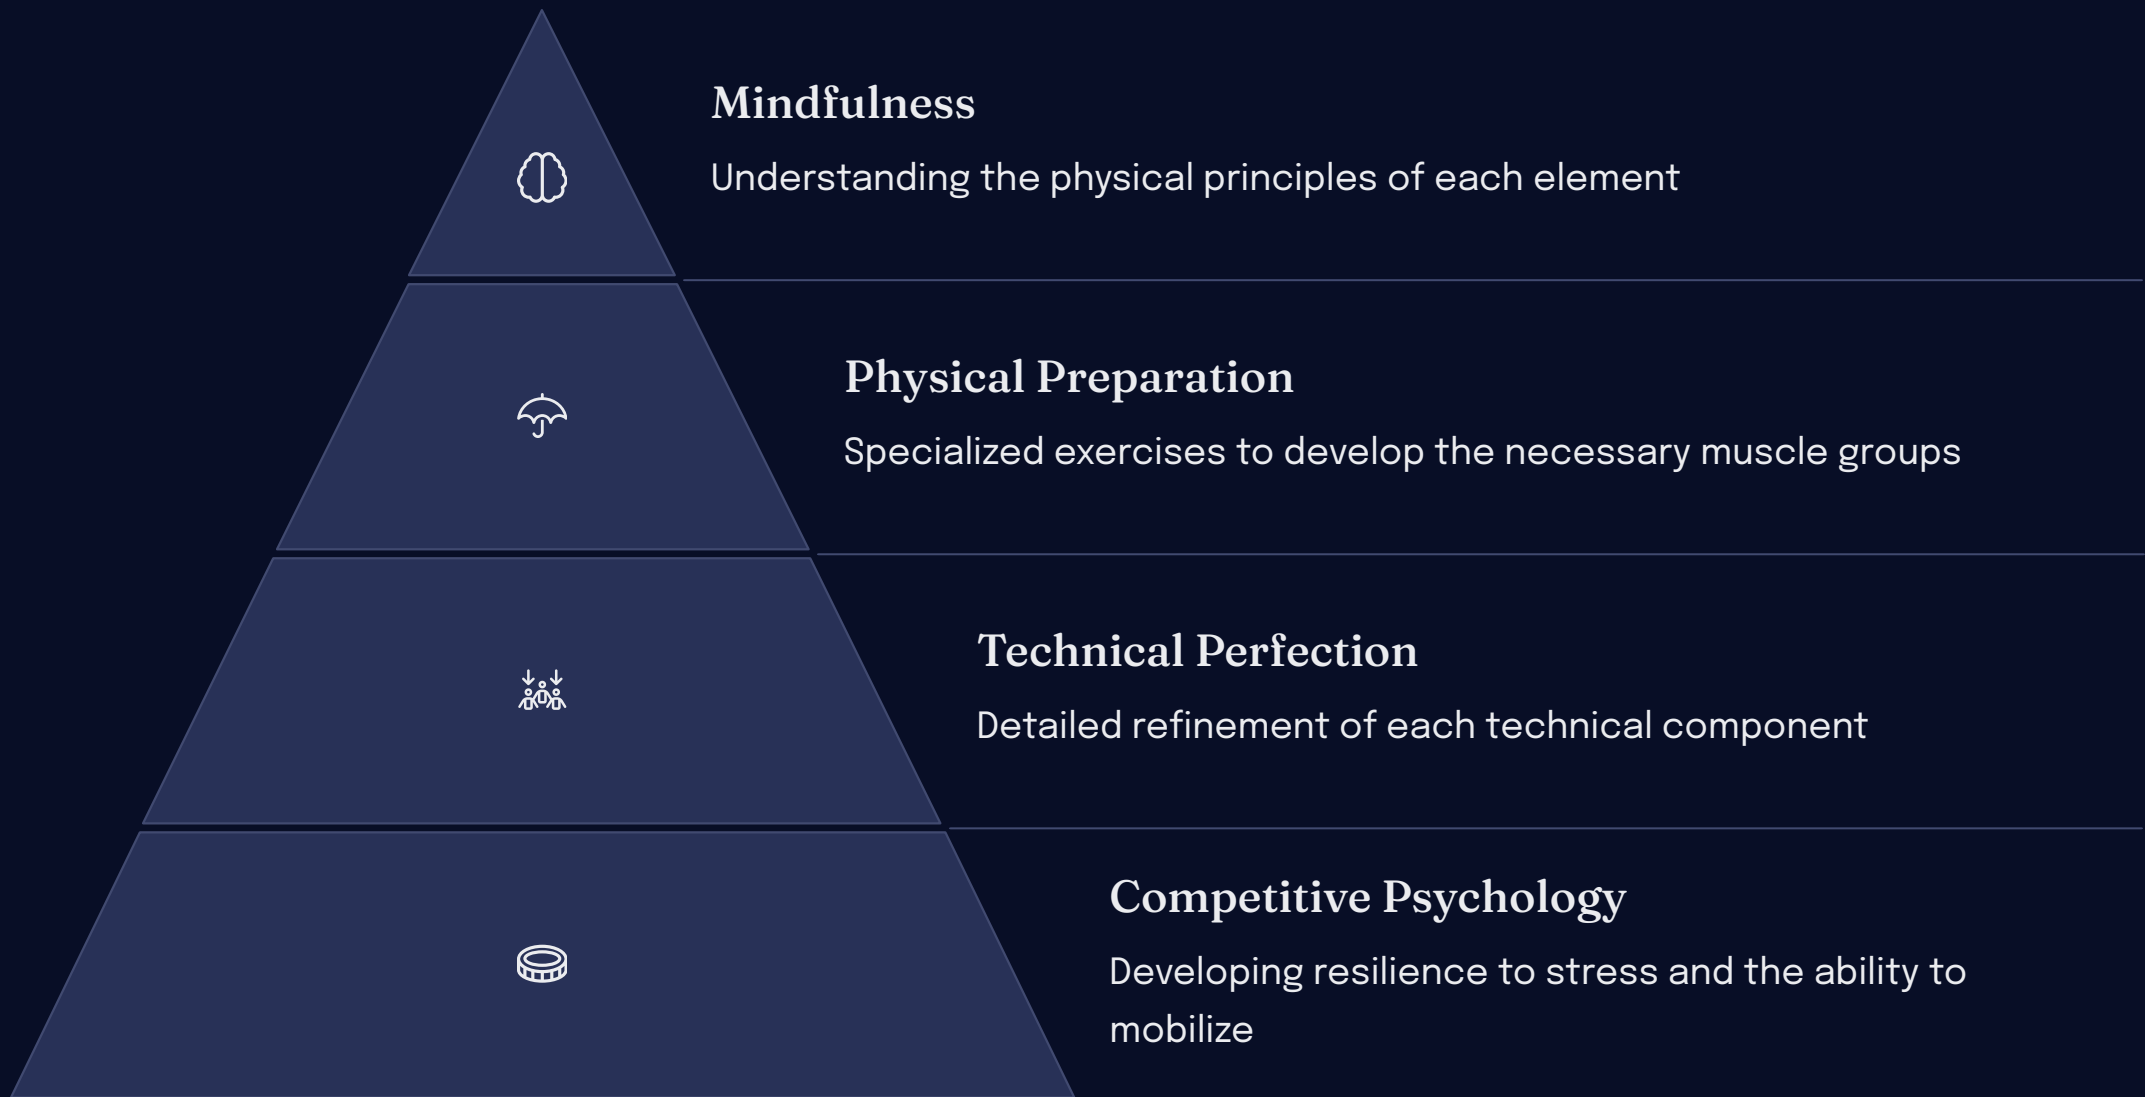 Mindfulness
Understanding the physical principles of each element
Physical Preparation
Specialized exercises to develop the necessary muscle groups
Technical Perfection
Detailed refinement of each technical component
Competitive Psychology
Developing resilience to stress and the ability to
mobilize